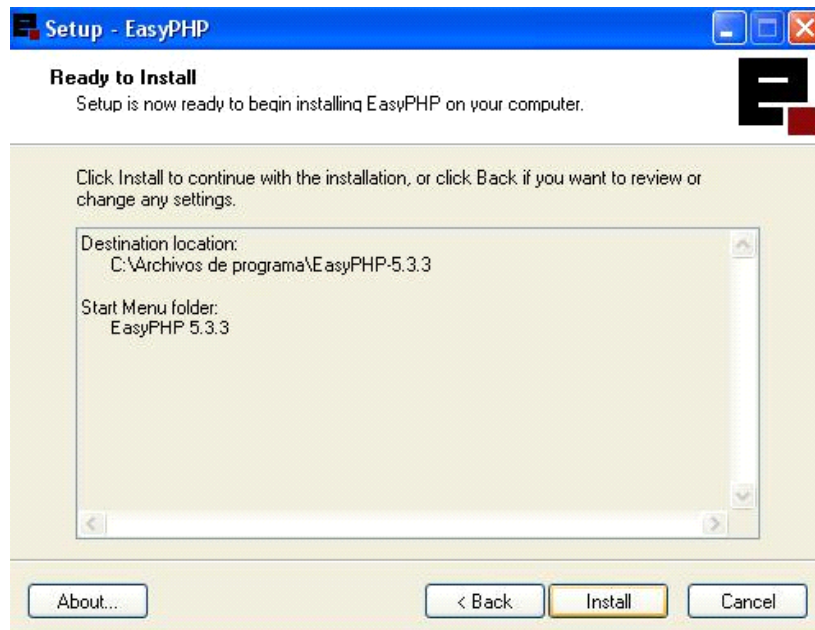 Setup - EasyPHP
Ready to Install
Setup is now ready to begin installing EasyPHP on your computer.
Click Install to continue with the installation, or click Back if you want to review or
change any settings.
Destination location:
C:\Archivos de programa\EasyPHP-5.3.3
Start Menu folder:
EasyPHP 5.3.3
About...
< Back
Install
Cancel